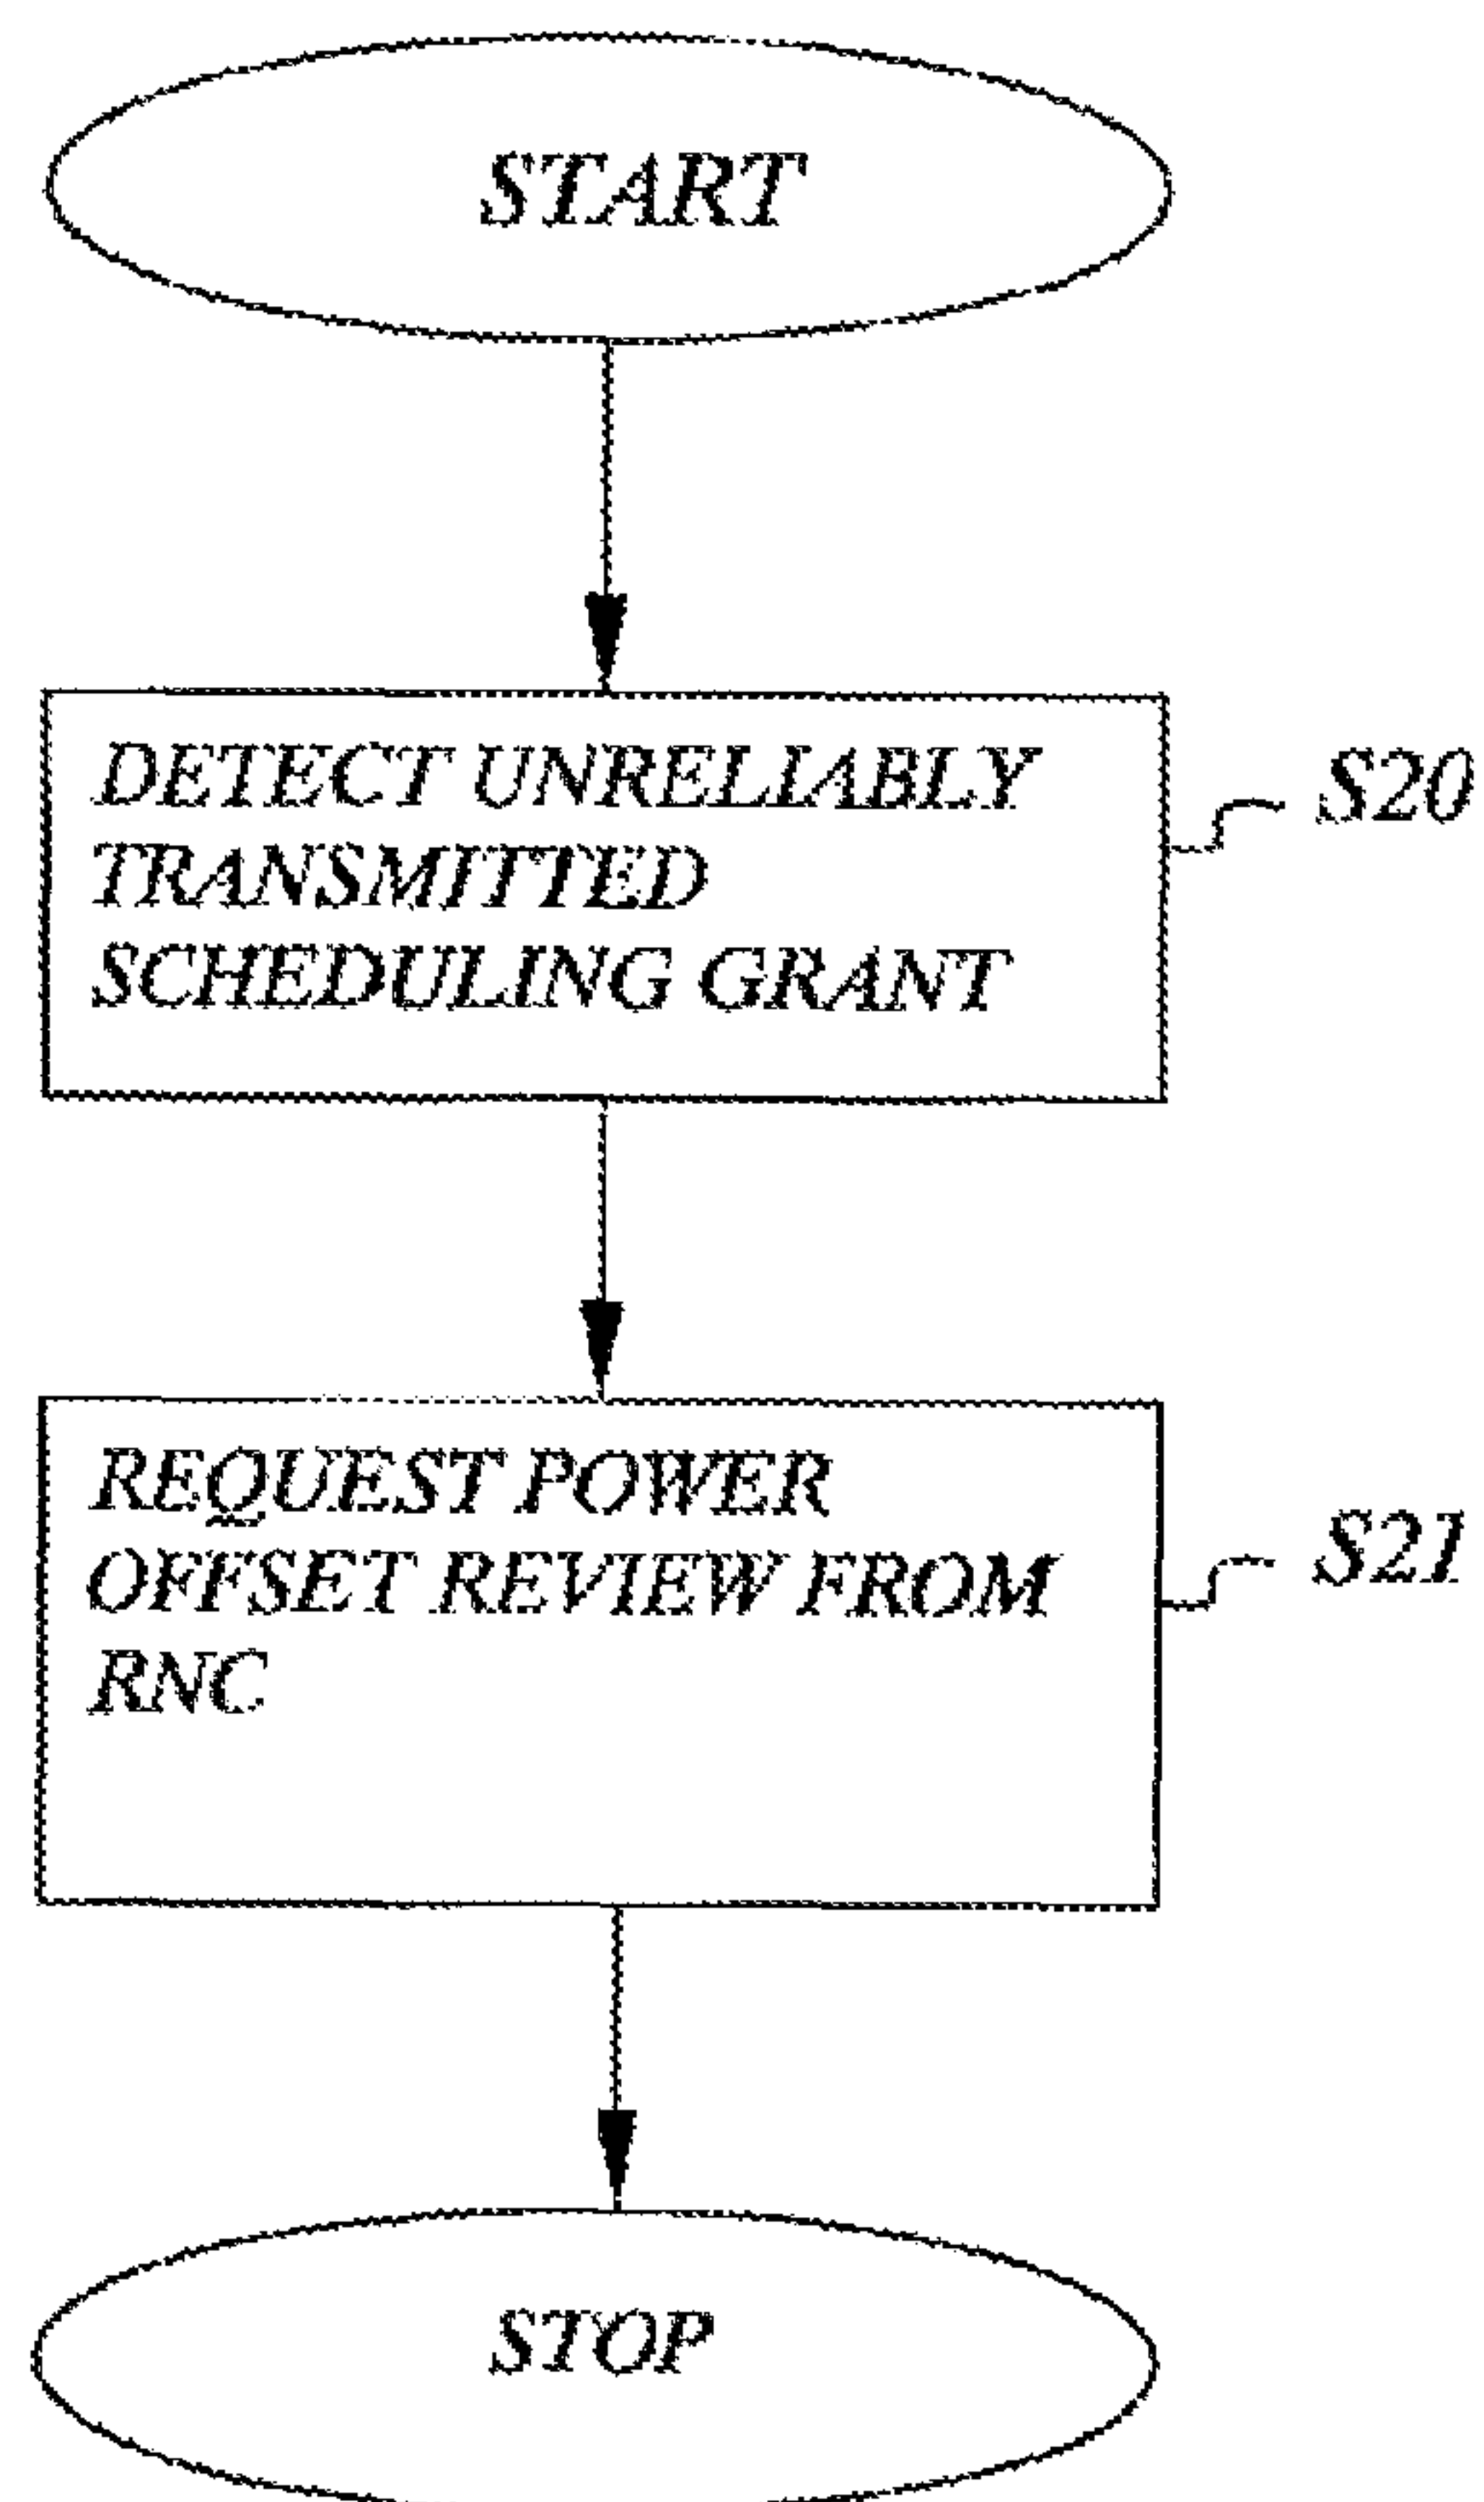 START
DETECT UNRELIABLY
TRANSMITTED
SCHEDULING GRANT
S20
REQUEST POWER
OFFSET REVIEW FROM
RNC
S21
STOP